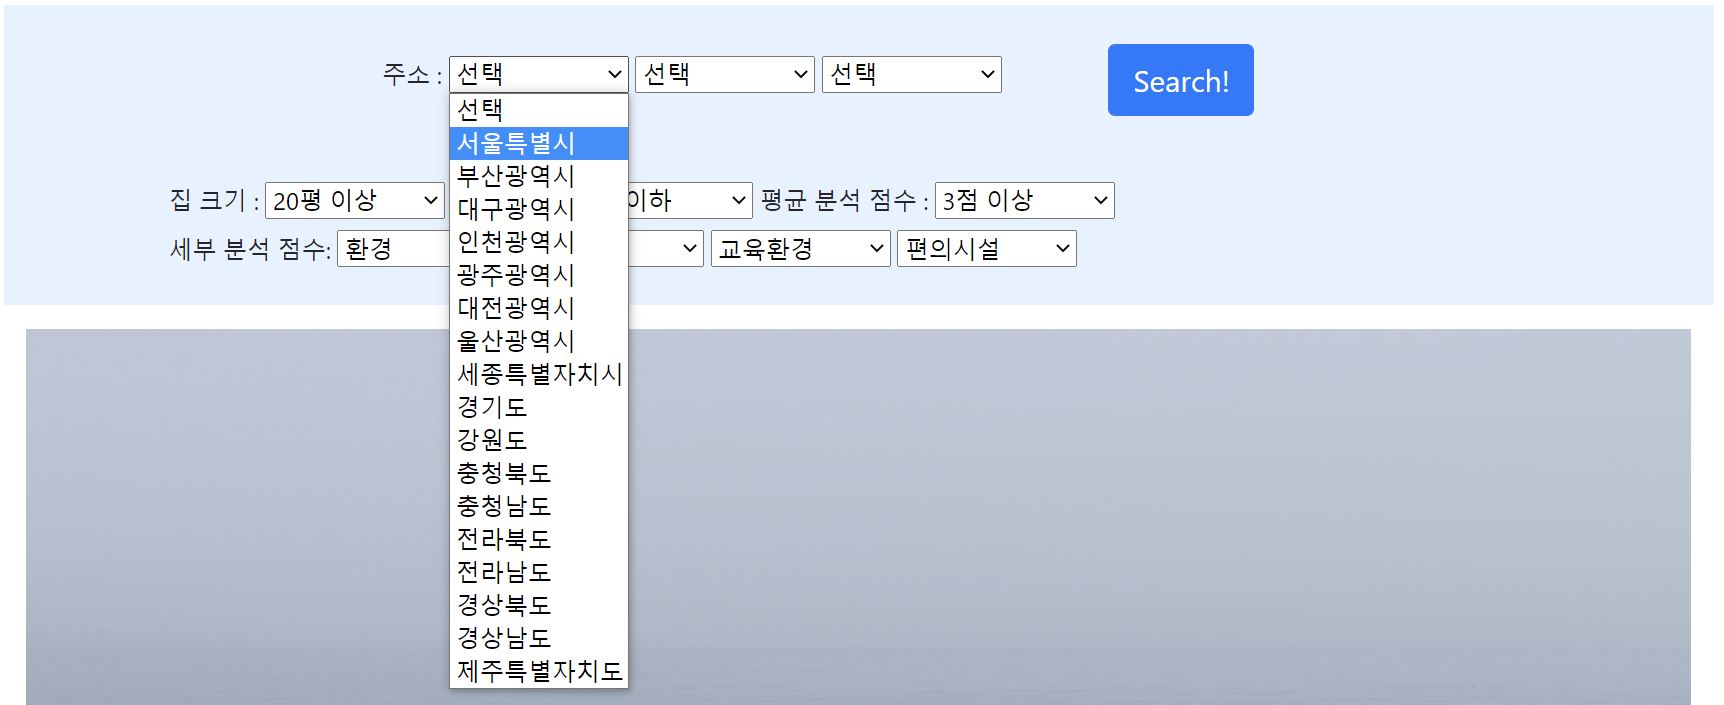 주소 : 선택 선택 선택 Search!
선택
서울특별시
부산광역시
대구광역시
인천광역시
광주광역시
대전광역시
울산광역시
세종특별자치시
경기도
강원도
충청북도
충청남도
전라북도
전라남도
경상북도
경상남도
제주특별자치도
집 크기 : 20평 이상 이하 평균 분석 점수 : 3점 이상
세부 분석 점수: 환경 교육환경 편의시설